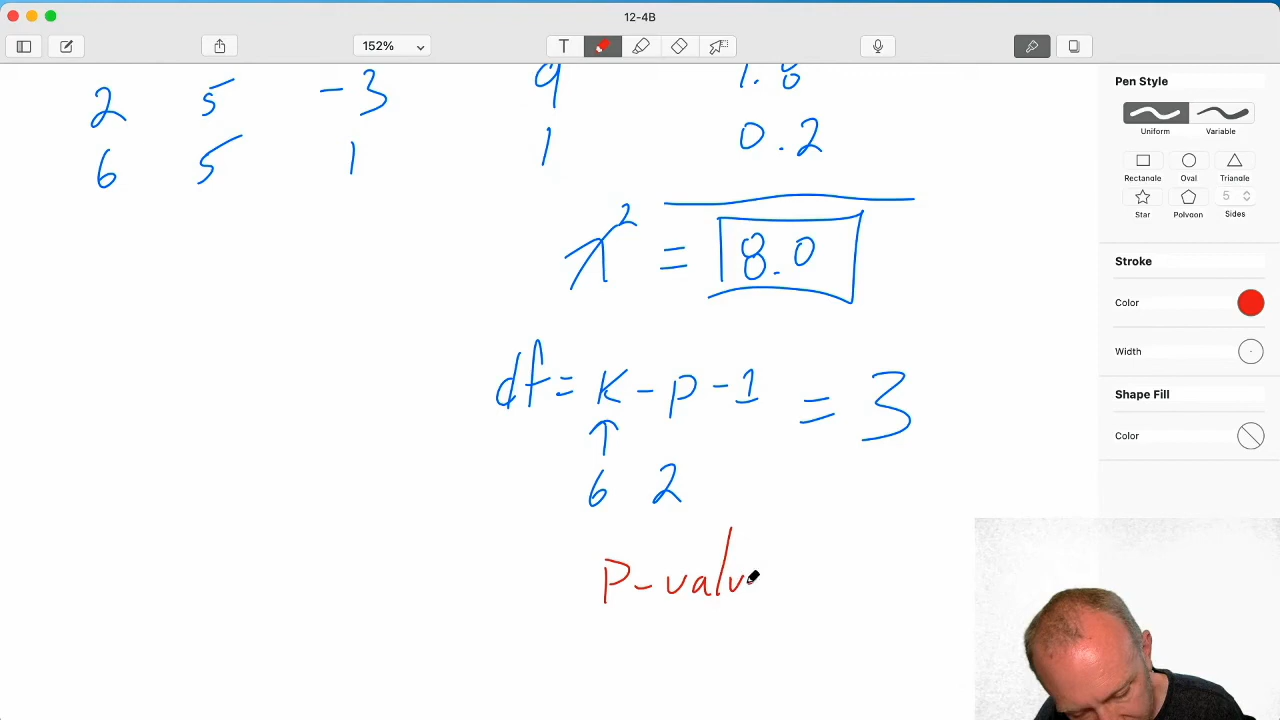 12-4B
152%
T
Pen Style
Uniform Variable
Rectangle Oval Triangle
Star Polygon 5 Sides
Stroke
Color
Width
Shape Fill
Color
2 5 -3 9 1.8
6 5 1 1 0.2
χ² = 8.0
df = k - p - 1 = 3
↑
6 2
P-valu